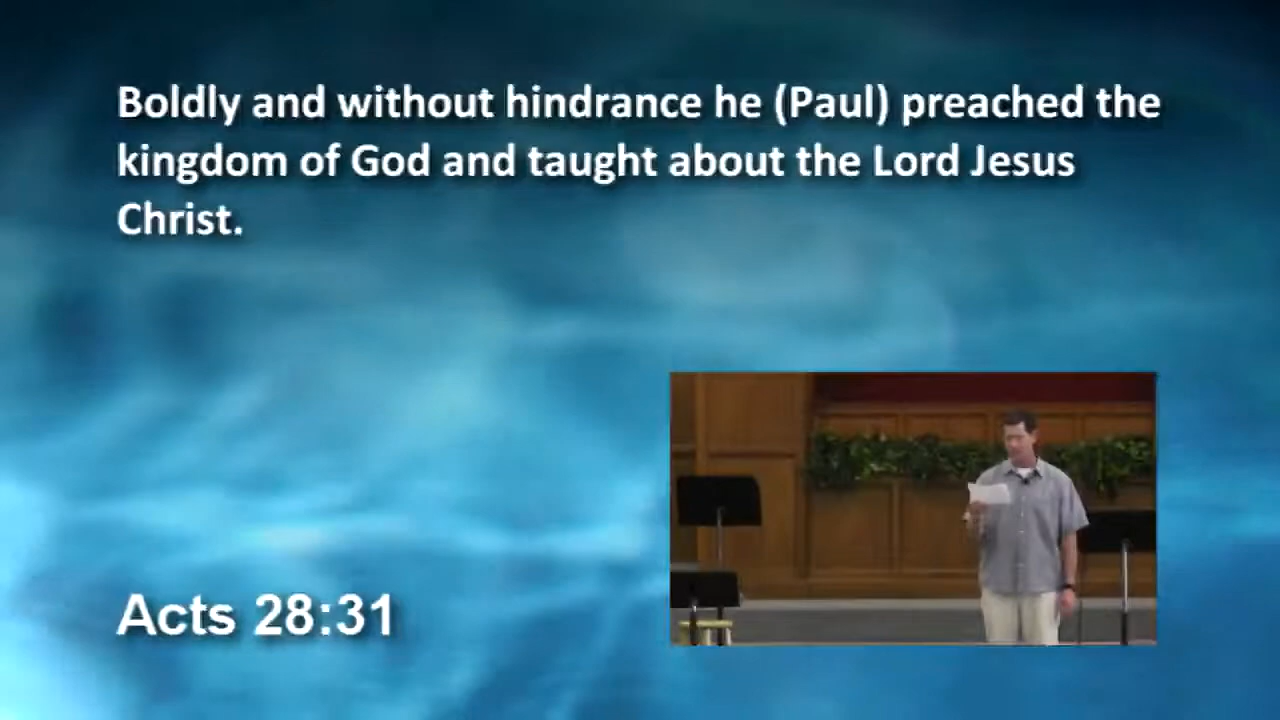 Boldly and without hindrance he (Paul) preached the
kingdom of God and taught about the Lord Jesus
Christ.
Acts 28:31